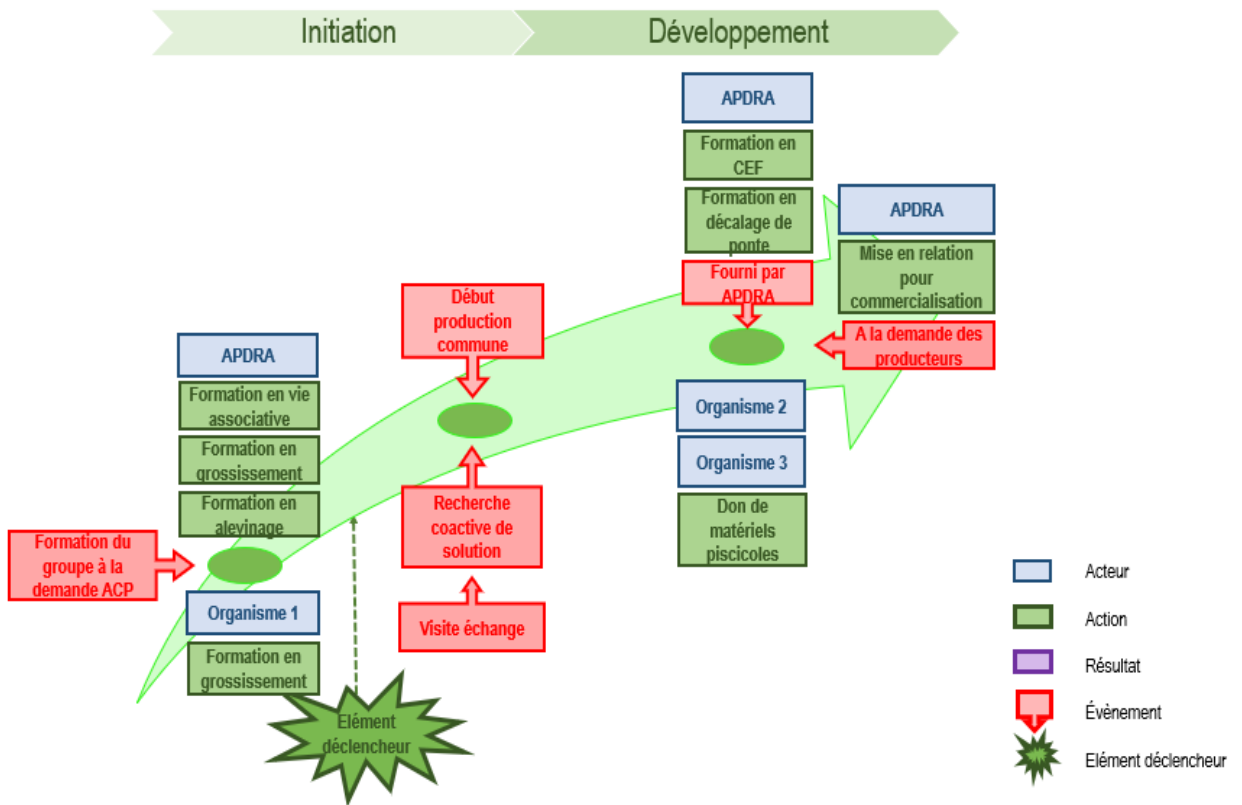 Initiation
Développement
APDRA
Formation en
CEF
Formation en
décalage de
ponte
Fourni par
APDRA
APDRA
Mise en relation
pour
commercialisation
A la demande des
producteurs
Début
production
commune
APDRA
Formation en vie
associative
Formation en
grossissement
Formation en
alevinage
Formation du
groupe à la
demande ACP
Organisme 1
Formation en
grossissement
Recherche
coactive de
solution
Visite échange
Organisme 2
Organisme 3
Don de
matériels
piscicoles
Elément
déclencheur
Acteur
Action
Résultat
Évènement
Elément déclencheur